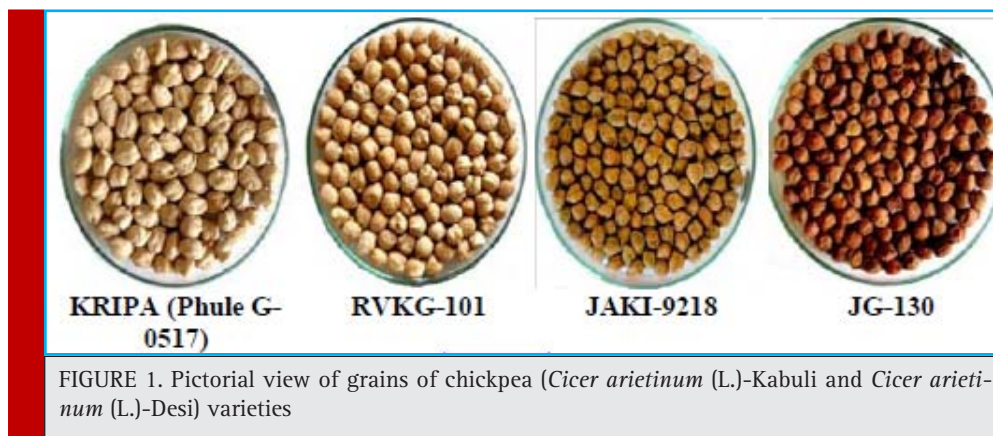 KRIPA (Phule G- RVKG-101 JAKI-9218 JG-130
0517)
FIGURE 1. Pictorial view of grains of chickpea (Cicer arietinum (L.)-Kabuli and Cicer arieti-
num (L.)-Desi) varieties